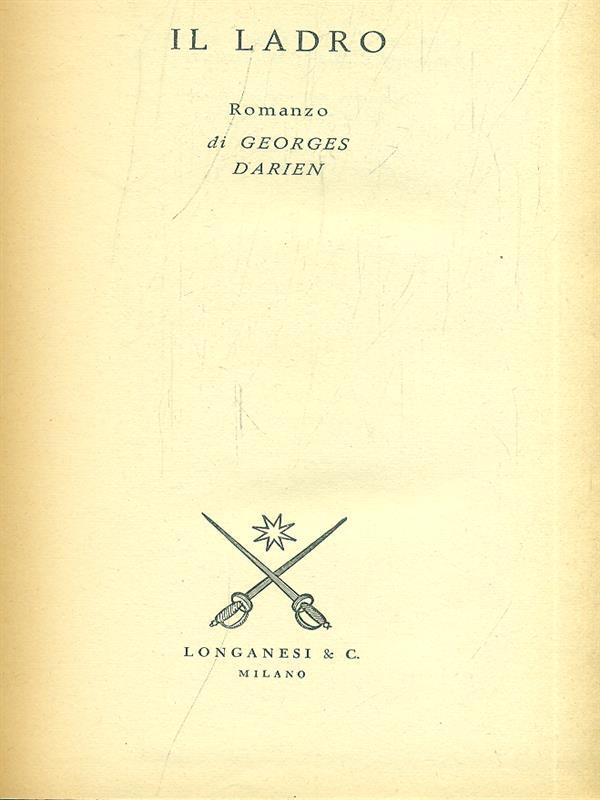 IL LADRO
Romanzo
di GEORGES
DARIEN
LONGANESI & C.
MILANO